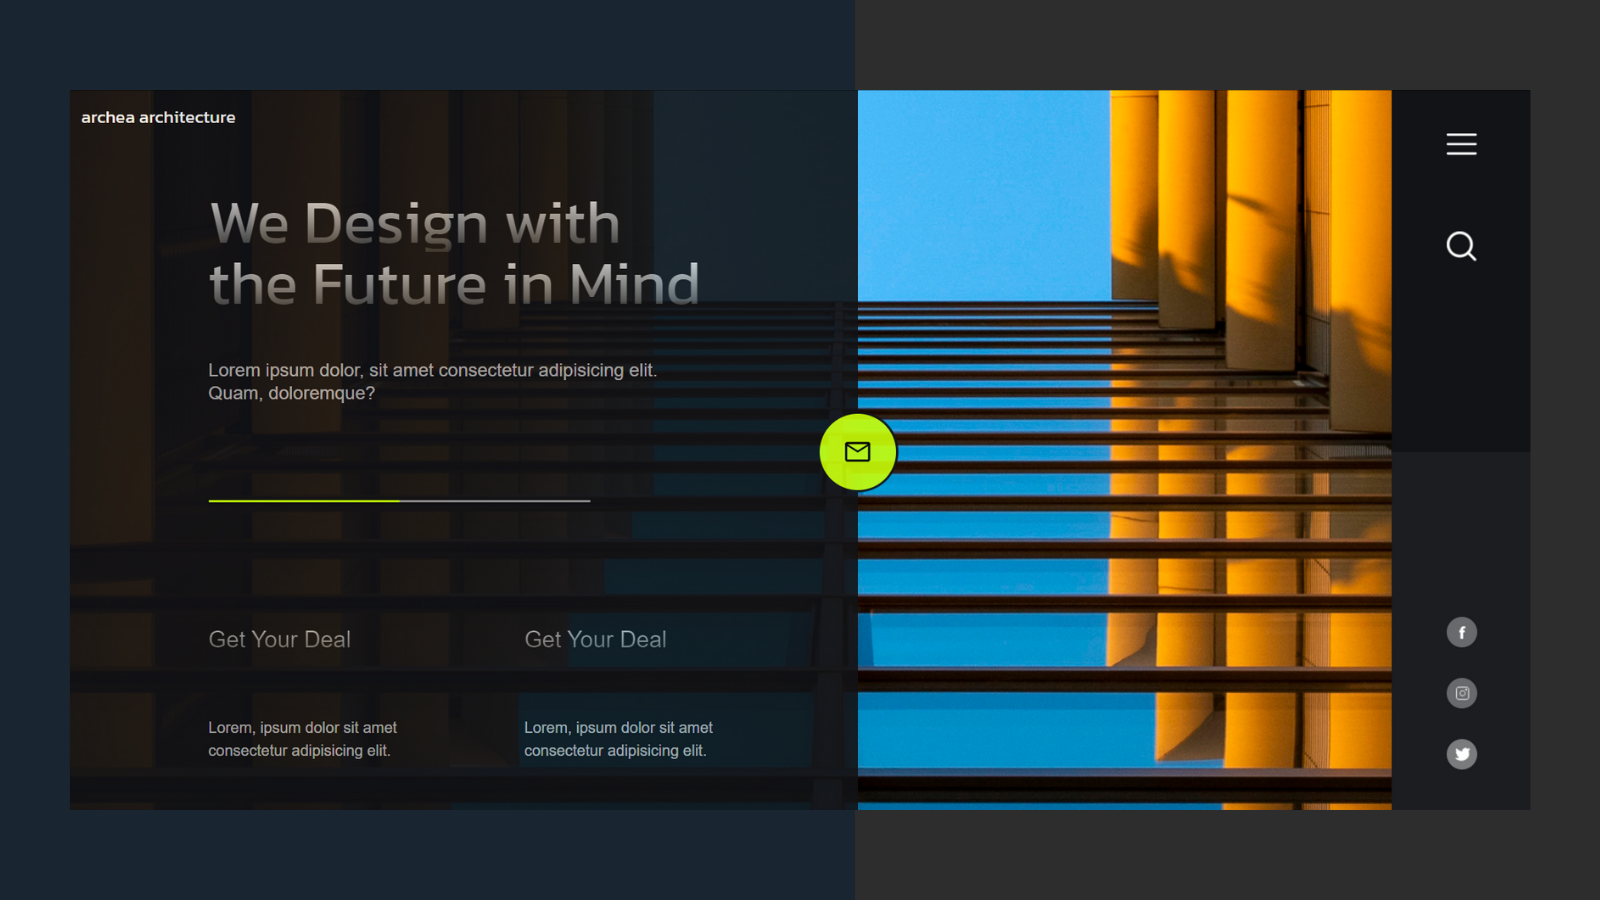 archea architecture
We Design with
the Future in Mind
Lorem ipsum dolor, sit amet consectetur adipisicing elit.
Quam, doloremque?
Get Your Deal
Lorem, ipsum dolor sit amet
consectetur adipisicing elit.
Get Your Deal
Lorem, ipsum dolor sit amet
consectetur adipisicing elit.